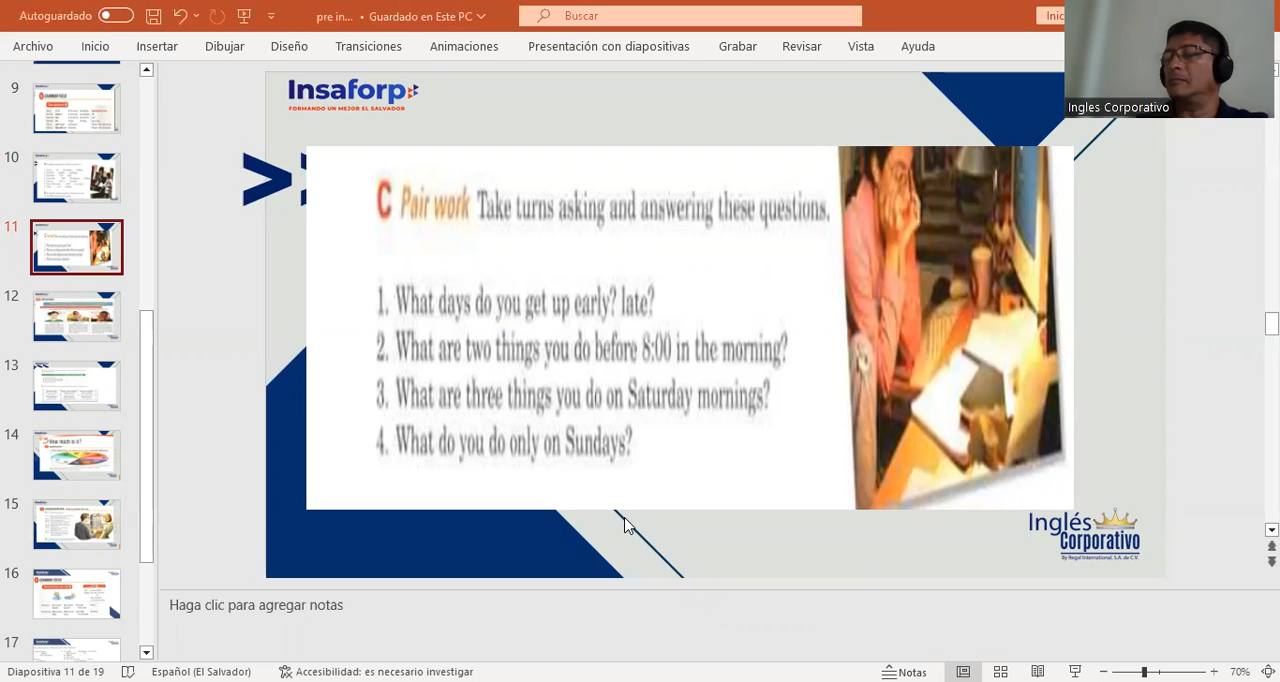 Autoguardado
pre in... • Guardado en Este PC
Buscar
Inic
Archivo Inicio Insertar Dibujar Diseño Transiciones Animaciones Presentación con diapositivas Grabar Revisar Vista Ayuda
Ingles Corporativo
Insaforp
FORMANDO UN MEJOR EL SALVADOR
C Pair work Take turns asking and answering these questions.
1. What days do you get up early? late?
2. What are two things you do before 8:00 in the morning?
3. What are three things you do on Saturday mornings?
4. What do you do only on Sundays?
Inglés
Corporativo
By Regal International, S.A. de C.V.
9
10
11
12
13
14
15
16
17
Haga clic para agregar notas
Diapositiva 11 de 19 Español (El Salvador) Accesibilidad: es necesario investigar Notas 70%